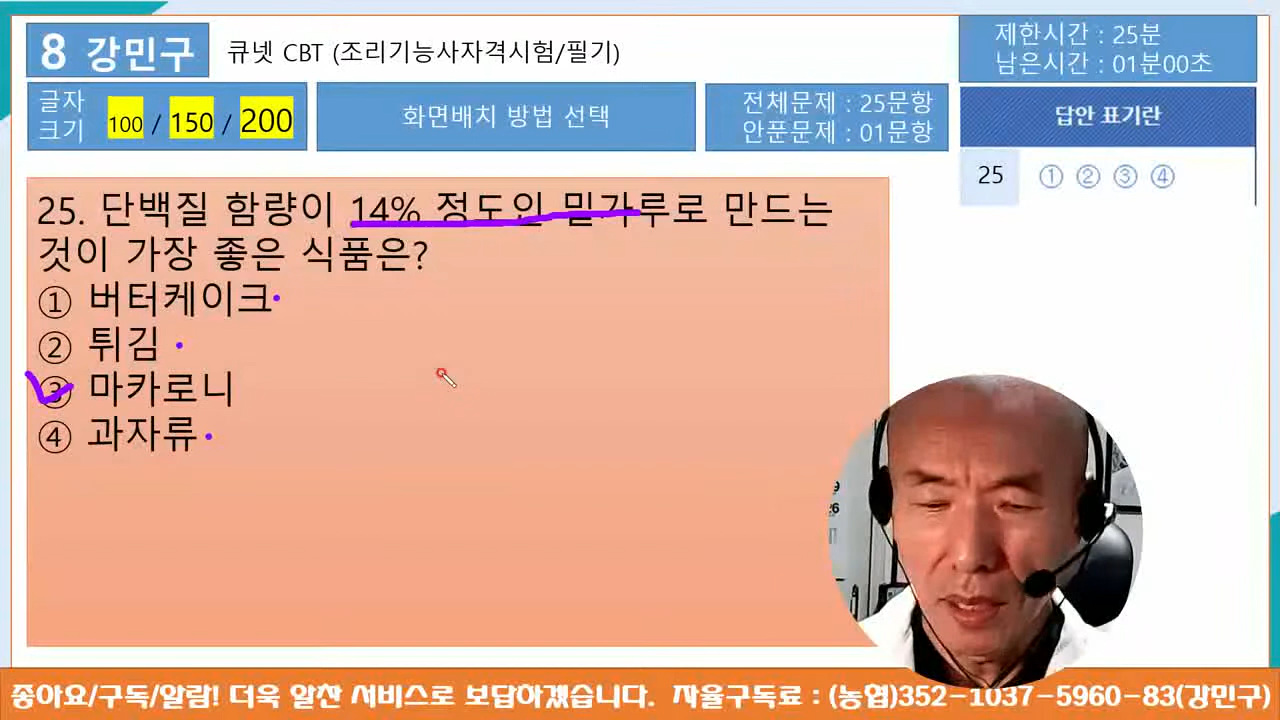 8 강민구
큐넷 CBT (조리기능사자격시험/필기)
제한시간 : 25분
남은시간 : 01분00초
글자
크기
100 / 150 / 200
화면배치 방법 선택
전체문제 : 25문항
안푼문제 : 01문항
답안 표기란
25 ① ② ③ ④
25. 단백질 함량이 14% 정도인 밀가루로 만드는
것이 가장 좋은 식품은?
① 버터케이크
② 튀김
③ 마카로니
④ 과자류
좋아요/구독/알람! 더욱 알찬 서비스로 보답하겠습니다. 자율구독료 : (농협)352-1037-5960-83(강민구)